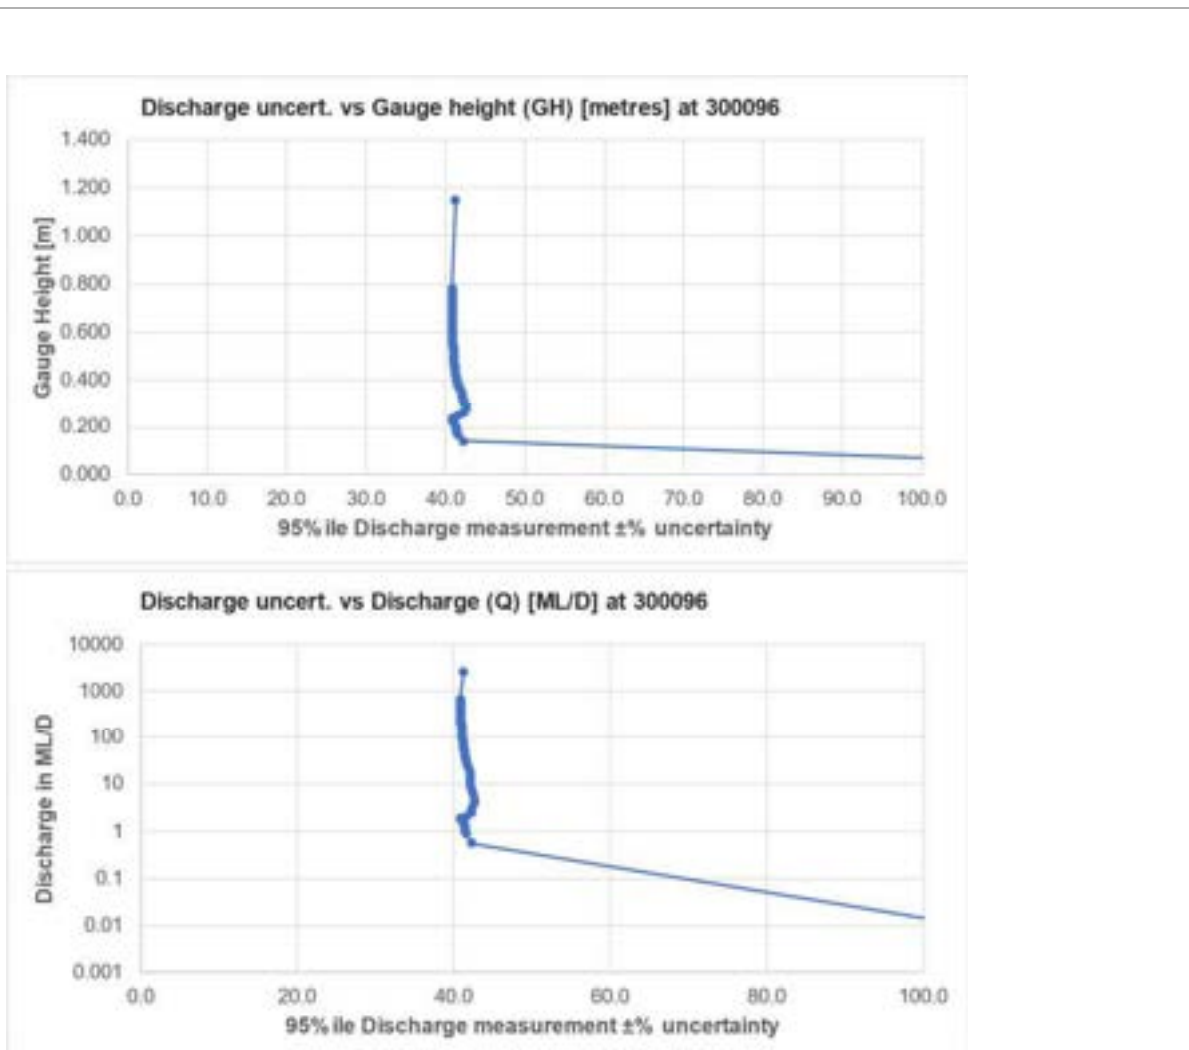 Discharge uncert. vs Gauge height (GH) [metres] at 300096
1.400
1.200
1.000
0.800
0.600
0.400
0.200
0.000
Gauge Height [m]
0.0 10.0 20.0 30.0 40.0 50.0 60.0 70.0 80.0 90.0 100.0
95%ile Discharge measurement ±% uncertainty
Discharge uncert. vs Discharge (Q) [ML/D] at 300096
10000
1000
100
10
1
0.1
0.01
0.001
Discharge in ML/D
0.0 20.0 40.0 60.0 80.0 100.0
95%ile Discharge measurement ±% uncertainty